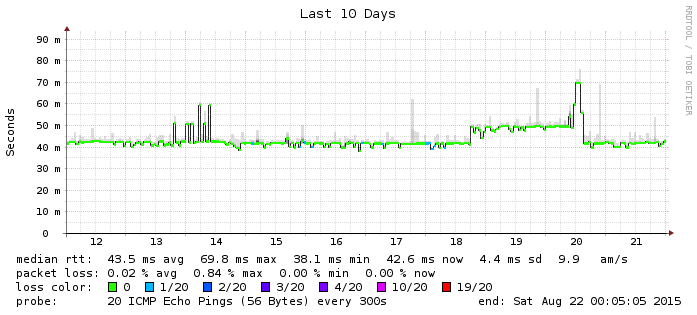 Last 10 Days
RRDTOOL / TOBI OETIKER
Seconds
90 m
80 m
70 m
60 m
50 m
40 m
30 m
20 m
10 m
0
12 13 14 15 16 17 18 19 20 21
median rtt: 43.5 ms avg 69.8 ms max 38.1 ms min 42.6 ms now 4.4 ms sd 9.9 am/s
packet loss: 0.02 % avg 0.84 % max 0.00 % min 0.00 % now
loss color: 0 1/20 2/20 3/20 4/20 10/20 19/20
probe: 20 ICMP Echo Pings (56 Bytes) every 300s end: Sat Aug 22 00:05:05 2015